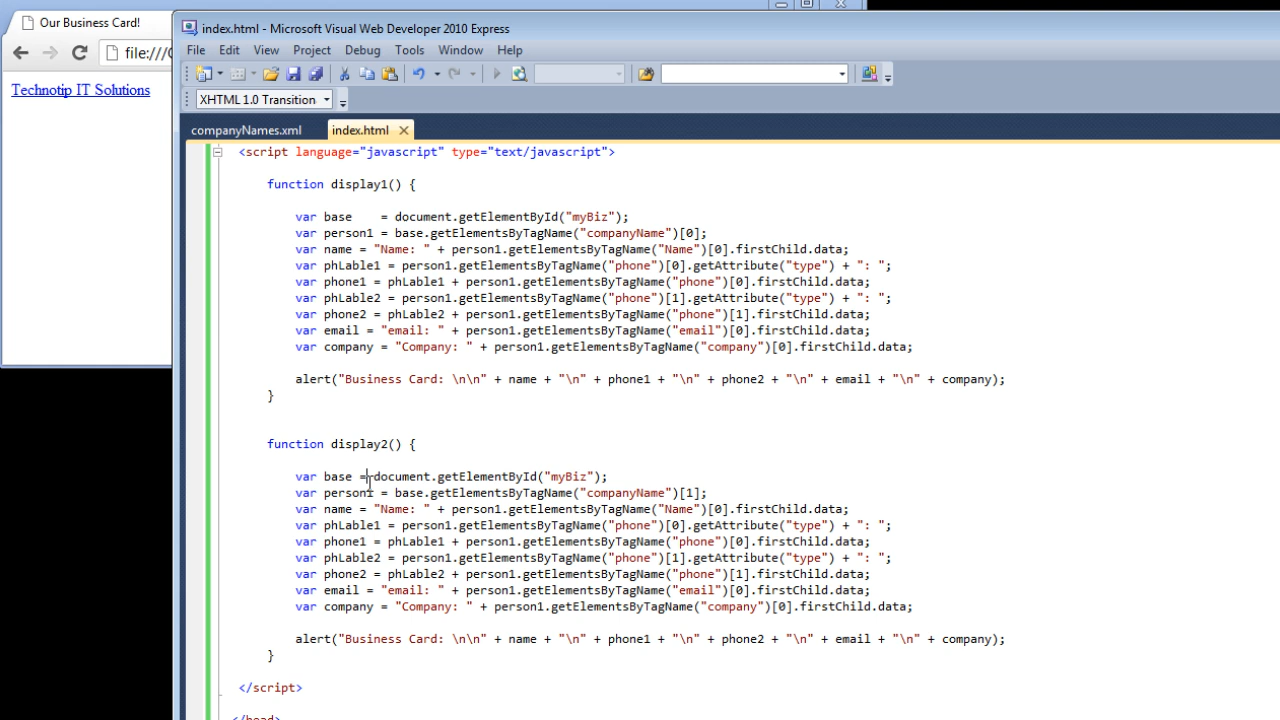 Our Business Card!
file:///C
Technotip IT Solutions
index.html - Microsoft Visual Web Developer 2010 Express
File Edit View Project Debug Tools Window Help
XHTML 1.0 Transition
companyNames.xml index.html
<script language="javascript" type="text/javascript">
function display1() {
var base    = document.getElementById("myBiz");
var person1 = base.getElementsByTagName("companyName")[0];
var name = "Name: " + person1.getElementsByTagName("Name")[0].firstChild.data;
var phLable1 = person1.getElementsByTagName("phone")[0].getAttribute("type") + ": ";
var phone1 = phLable1 + person1.getElementsByTagName("phone")[0].firstChild.data;
var phLable2 = person1.getElementsByTagName("phone")[1].getAttribute("type") + ": ";
var phone2 = phLable2 + person1.getElementsByTagName("phone")[1].firstChild.data;
var email = "email: " + person1.getElementsByTagName("email")[0].firstChild.data;
var company = "Company: " + person1.getElementsByTagName("company")[0].firstChild.data;
alert("Business Card: \n\n" + name + "\n" + phone1 + "\n" + phone2 + "\n" + email + "\n" + company);
}
function display2() {
var base = document.getElementById("myBiz");
var person1 = base.getElementsByTagName("companyName")[1];
var name = "Name: " + person1.getElementsByTagName("Name")[0].firstChild.data;
var phLable1 = person1.getElementsByTagName("phone")[0].getAttribute("type") + ": ";
var phone1 = phLable1 + person1.getElementsByTagName("phone")[0].firstChild.data;
var phLable2 = person1.getElementsByTagName("phone")[1].getAttribute("type") + ": ";
var phone2 = phLable2 + person1.getElementsByTagName("phone")[1].firstChild.data;
var email = "email: " + person1.getElementsByTagName("email")[0].firstChild.data;
var company = "Company: " + person1.getElementsByTagName("company")[0].firstChild.data;
alert("Business Card: \n\n" + name + "\n" + phone1 + "\n" + phone2 + "\n" + email + "\n" + company);
}
</script>
</head>